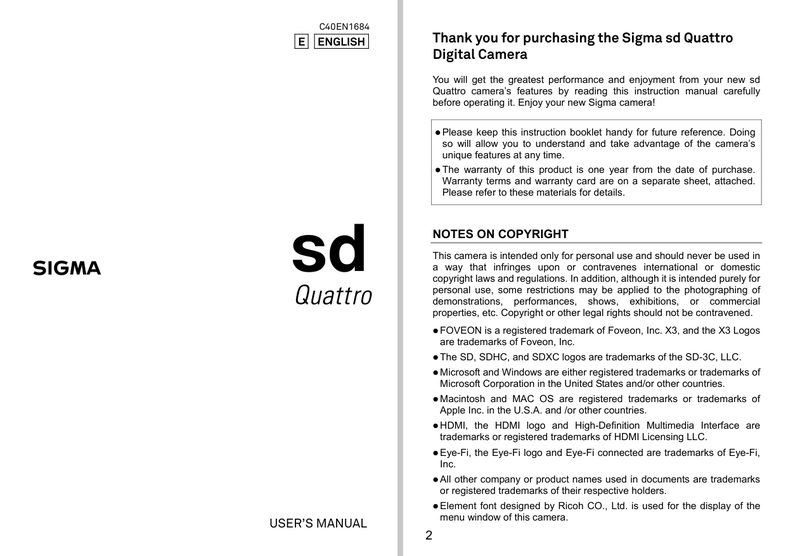 C40EN1684
E ENGLISH
SIGMA
sd
Quattro
USER'S MANUAL
Thank you for purchasing the Sigma sd Quattro
Digital Camera
You will get the greatest performance and enjoyment from your new sd
Quattro camera's features by reading this instruction manual carefully
before operating it. Enjoy your new Sigma camera!
●Please keep this instruction booklet handy for future reference. Doing
so will allow you to understand and take advantage of the camera's
unique features at any time.
●The warranty of this product is one year from the date of purchase.
Warranty terms and warranty card are on a separate sheet, attached.
Please refer to these materials for details.
NOTES ON COPYRIGHT
This camera is intended only for personal use and should never be used in
a way that infringes upon or contravenes international or domestic
copyright laws and regulations. In addition, although it is intended purely for
personal use, some restrictions may be applied to the photographing of
demonstrations, performances, shows, exhibitions, or commercial
properties, etc. Copyright or other legal rights should not be contravened.
●FOVEON is a registered trademark of Foveon, Inc. X3, and the X3 Logos
are trademarks of Foveon, Inc.
●The SD, SDHC, and SDXC logos are trademarks of the SD-3C, LLC.
●Microsoft and Windows are either registered trademarks or trademarks of
Microsoft Corporation in the United States and/or other countries.
●Macintosh and MAC OS are registered trademarks or trademarks of
Apple Inc. in the U.S.A. and /or other countries.
●HDMI, the HDMI logo and High-Definition Multimedia Interface are
trademarks or registered trademarks of HDMI Licensing LLC.
●Eye-Fi, the Eye-Fi logo and Eye-Fi connected are trademarks of Eye-Fi,
Inc.
●All other company or product names used in documents are trademarks
or registered trademarks of their respective holders.
●Element font designed by Ricoh CO., Ltd. is used for the display of the
menu window of this camera.
2